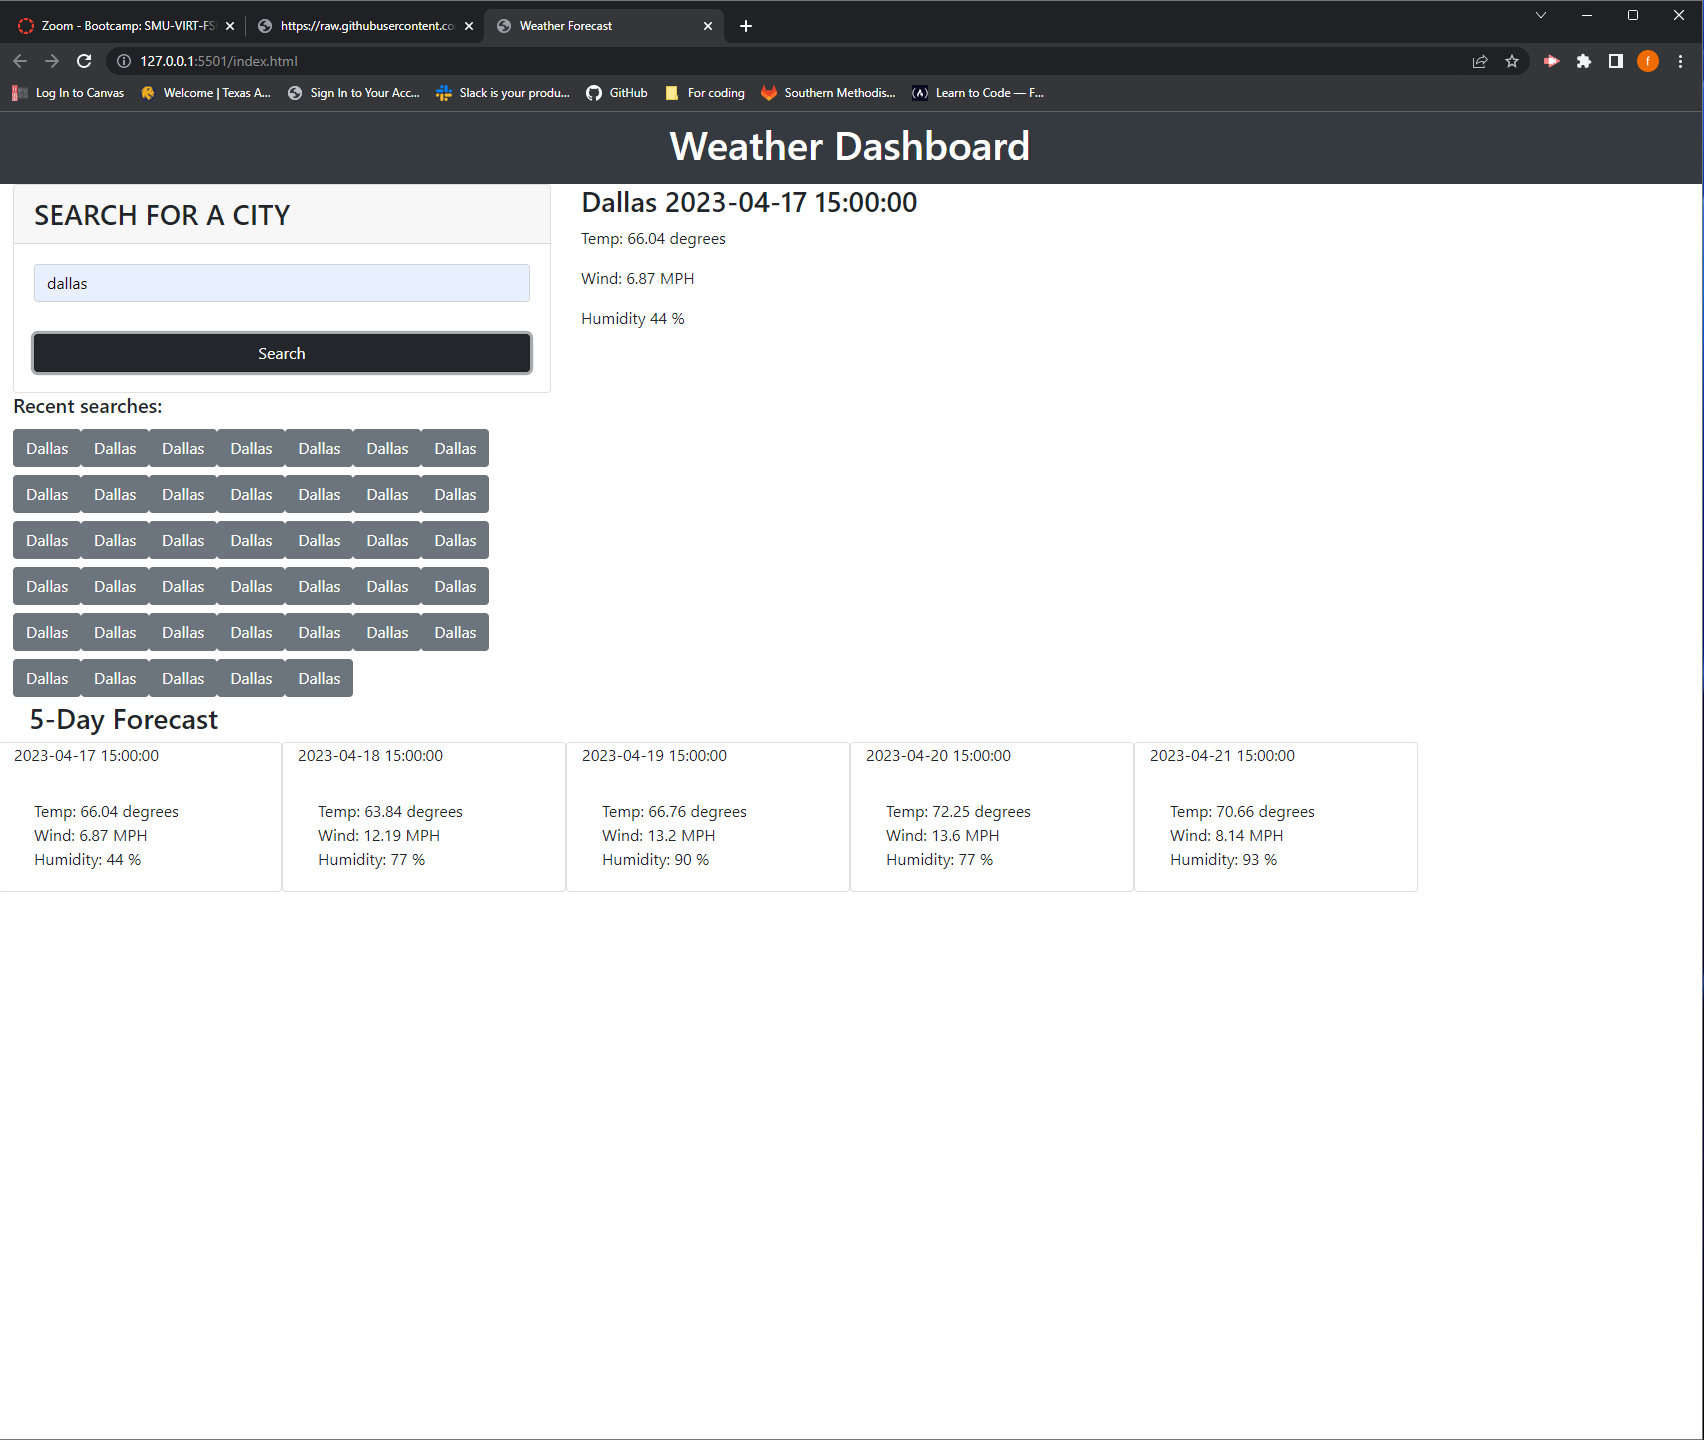 Zoom - Bootcamp: SMU-VIRT-FS
https://raw.githubusercontent.co
Weather Forecast
127.0.0.1:5501/index.html
f
Log In to Canvas
Welcome | Texas A...
Sign In to Your Acc...
Slack is your produ...
GitHub
For coding
Southern Methodis...
Learn to Code — F...
Weather Dashboard
SEARCH FOR A CITY
dallas
Search
Dallas 2023-04-17 15:00:00
Temp: 66.04 degrees
Wind: 6.87 MPH
Humidity 44 %
Recent searches:
Dallas Dallas Dallas Dallas Dallas Dallas Dallas
Dallas Dallas Dallas Dallas Dallas Dallas Dallas
Dallas Dallas Dallas Dallas Dallas Dallas Dallas
Dallas Dallas Dallas Dallas Dallas Dallas Dallas
Dallas Dallas Dallas Dallas Dallas Dallas Dallas
Dallas Dallas Dallas Dallas Dallas
5-Day Forecast
2023-04-17 15:00:00
Temp: 66.04 degrees
Wind: 6.87 MPH
Humidity: 44 %
2023-04-18 15:00:00
Temp: 63.84 degrees
Wind: 12.19 MPH
Humidity: 77 %
2023-04-19 15:00:00
Temp: 66.76 degrees
Wind: 13.2 MPH
Humidity: 90 %
2023-04-20 15:00:00
Temp: 72.25 degrees
Wind: 13.6 MPH
Humidity: 77 %
2023-04-21 15:00:00
Temp: 70.66 degrees
Wind: 8.14 MPH
Humidity: 93 %